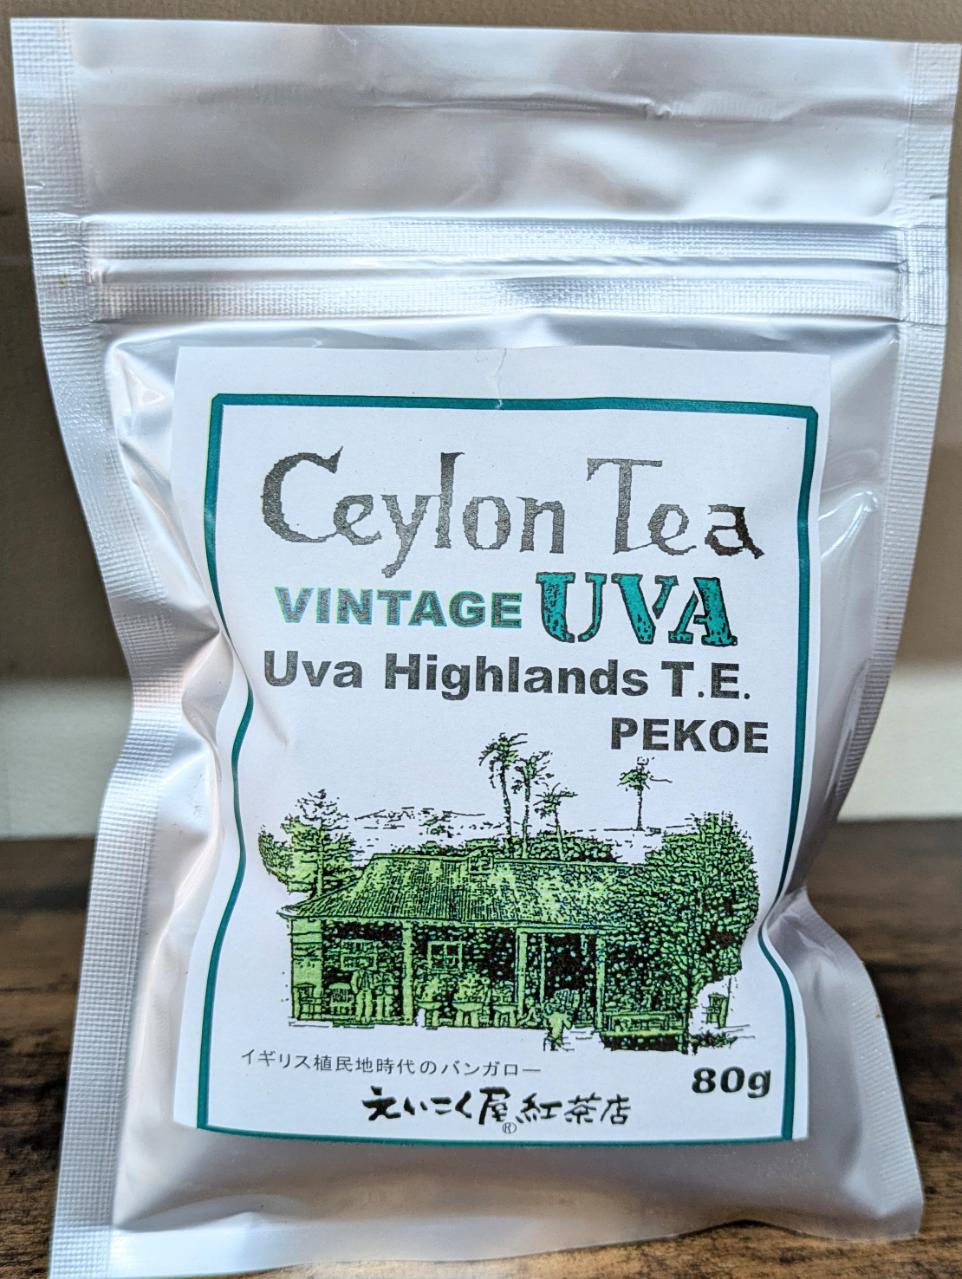 Ceylon Tea
VINTAGE UVA
Uva Highlands T.E.
PEKOE
イギリス植民地時代のバンガロー
80g
えいこく屋紅茶店
®